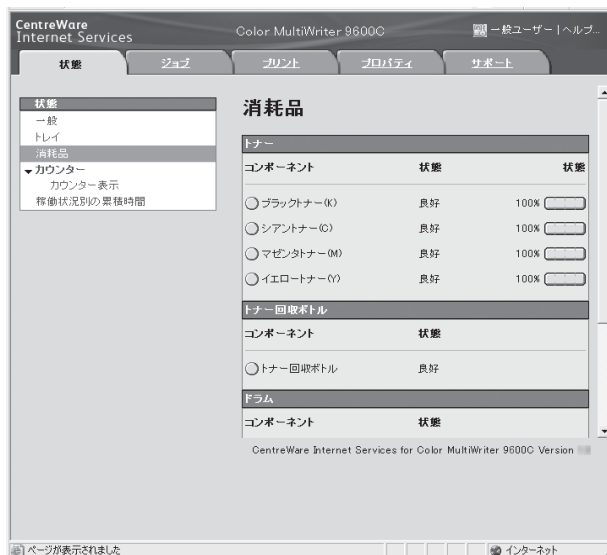 CentreWare
Internet Services
Color MultiWriter 9600C
一般ユーザー | ヘルプ...
状態 ジョブ プリント プロパティ サポート
状態
一般
トレイ
消耗品
カウンター
カウンター表示
稼働状況別の累積時間
消耗品
トナー
コンポーネント 状態 状態
ブラックトナー(K) 良好 100%
シアントナー(C) 良好 100%
マゼンタトナー(M) 良好 100%
イエロートナー(Y) 良好 100%
トナー回収ボトル
コンポーネント 状態
トナー回収ボトル 良好
ドラム
コンポーネント 状態
CentreWare Internet Services for Color MultiWriter 9600C Version
ページが表示されました インターネット